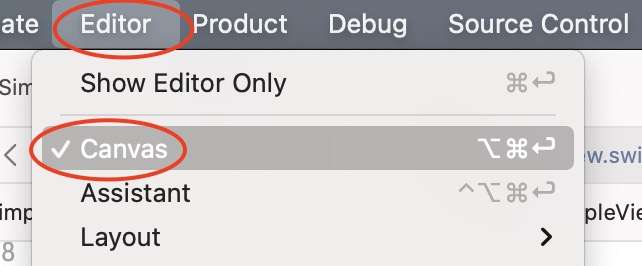 ate Editor Product Debug Source Control
Sim
Show Editor Only ⌘↩
✓ Canvas ⌥⌘↩
ew.swi
Assistant ^⌥⌘↩
imp
pleVie
Layout >
8